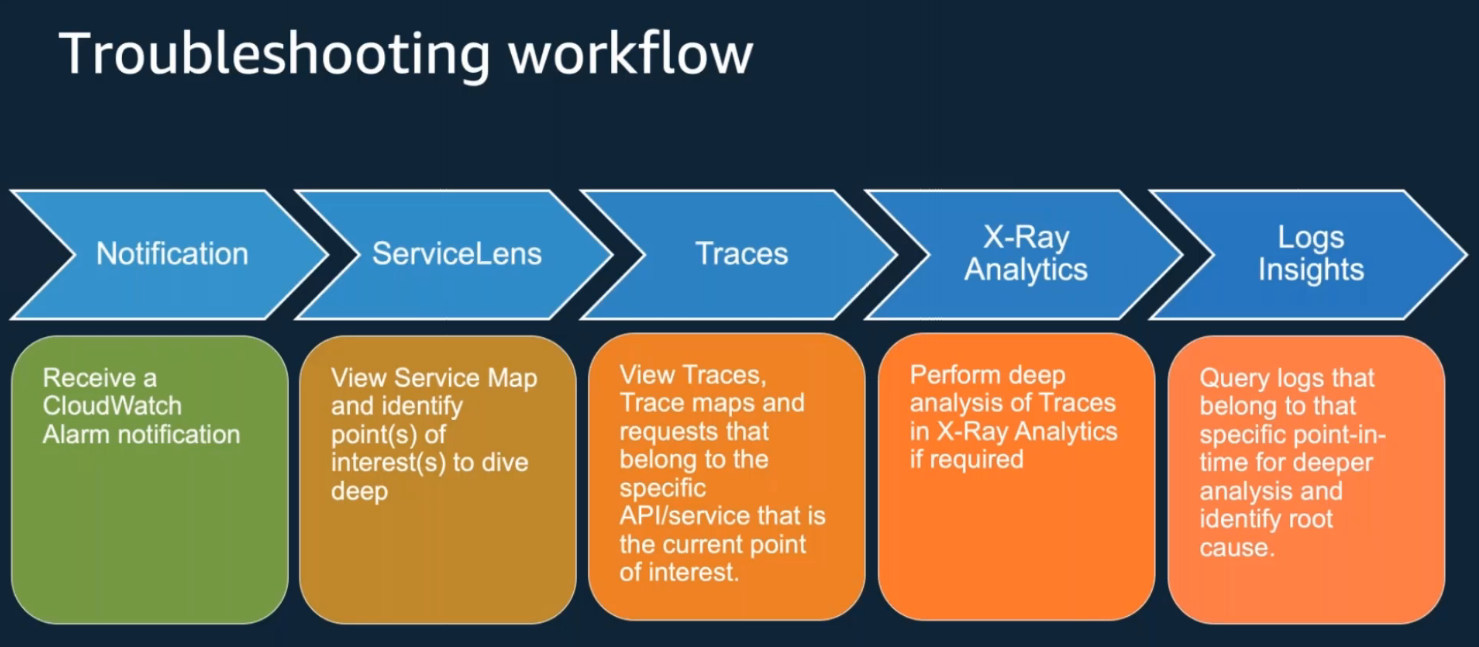 Troubleshooting workflow
Notification
ServiceLens
Traces
X-Ray
Analytics
Logs
Insights
Receive a
CloudWatch
Alarm notification
View Service Map
and identify
point(s) of
interest(s) to dive
deep
View Traces,
Trace maps and
requests that
belong to the
specific
API/service that is
the current point
of interest.
Perform deep
analysis of Traces
in X-Ray Analytics
if required
Query logs that
belong to that
specific point-in-
time for deeper
analysis and
identify root
cause.